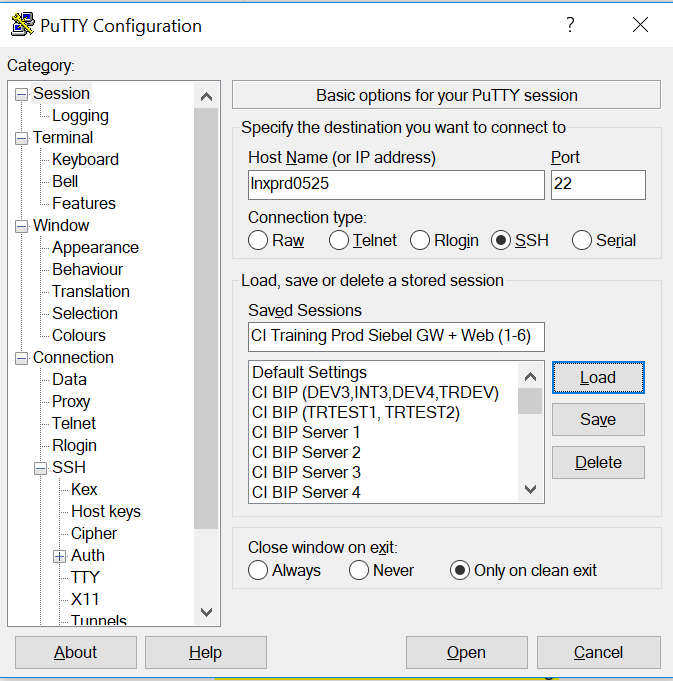 PuTTY Configuration
?
Category:
Session
Logging
Terminal
Keyboard
Bell
Features
Window
Appearance
Behaviour
Translation
Selection
Colours
Connection
Data
Proxy
Telnet
Rlogin
SSH
Kex
Host keys
Cipher
Auth
TTY
X11
Tunnels
Basic options for your PuTTY session
Specify the destination you want to connect to
Host Name (or IP address) Port
lnxprd0525 22
Connection type:
Raw Telnet Rlogin SSH Serial
Load, save or delete a stored session
Saved Sessions
CI Training Prod Siebel GW + Web (1-6)
Default Settings
CI BIP (DEV3,INT3,DEV4,TRDEV)
CI BIP (TRTEST1, TRTEST2)
CI BIP Server 1
CI BIP Server 2
CI BIP Server 3
CI BIP Server 4
Load
Save
Delete
Close window on exit:
Always Never Only on clean exit
About Help Open Cancel